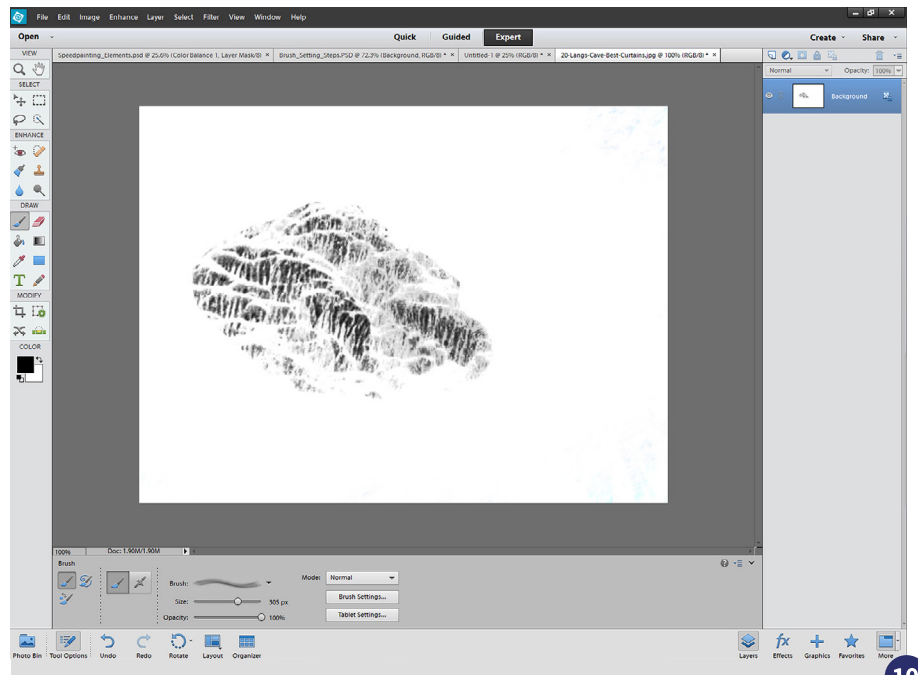 File Edit Image Enhance Layer Select Filter View Window Help
Open Quick Guided Expert Create Share
VIEW
SELECT
ENHANCE
DRAW
MODIFY
COLOR
Speedpainting_Elements.psd @ 25.6% (Color Balance 1, Layer Mask/8) × Brush_Setting_Steps.PSD @ 72.3% (Background, RGB/8) * × Untitled-1 @ 25% (RGB/8) * × 20-Langs-Cave-Best-Curtains.jpg @ 100% (RGB/8) * ×
Normal Opacity: 100%
Background
100% Doc: 1.90M/1.90M
Brush
Brush: Mode: Normal
Size: 305 px Brush Settings...
Opacity: 100% Tablet Settings...
Photo Bin Tool Options Undo Redo Rotate Layout Organizer Layers Effects Graphics Favorites More